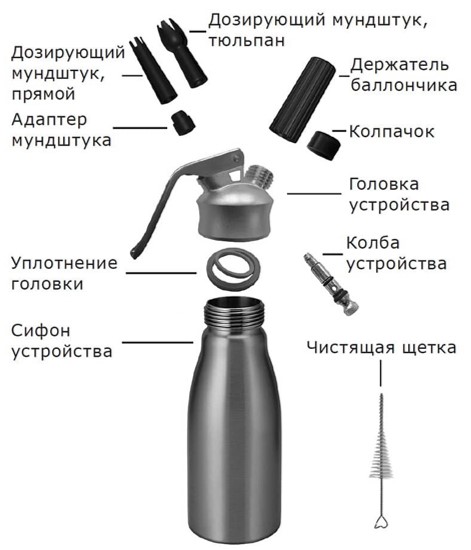 Дозирующий мундштук,
тюльпан
Дозирующий
мундштук,
прямой
Держатель
баллончика
Адаптер
мундштука
Колпачок
Головка
устройства
Колба
устройства
Уплотнение
головки
Сифон
устройства
Чистящая щетка